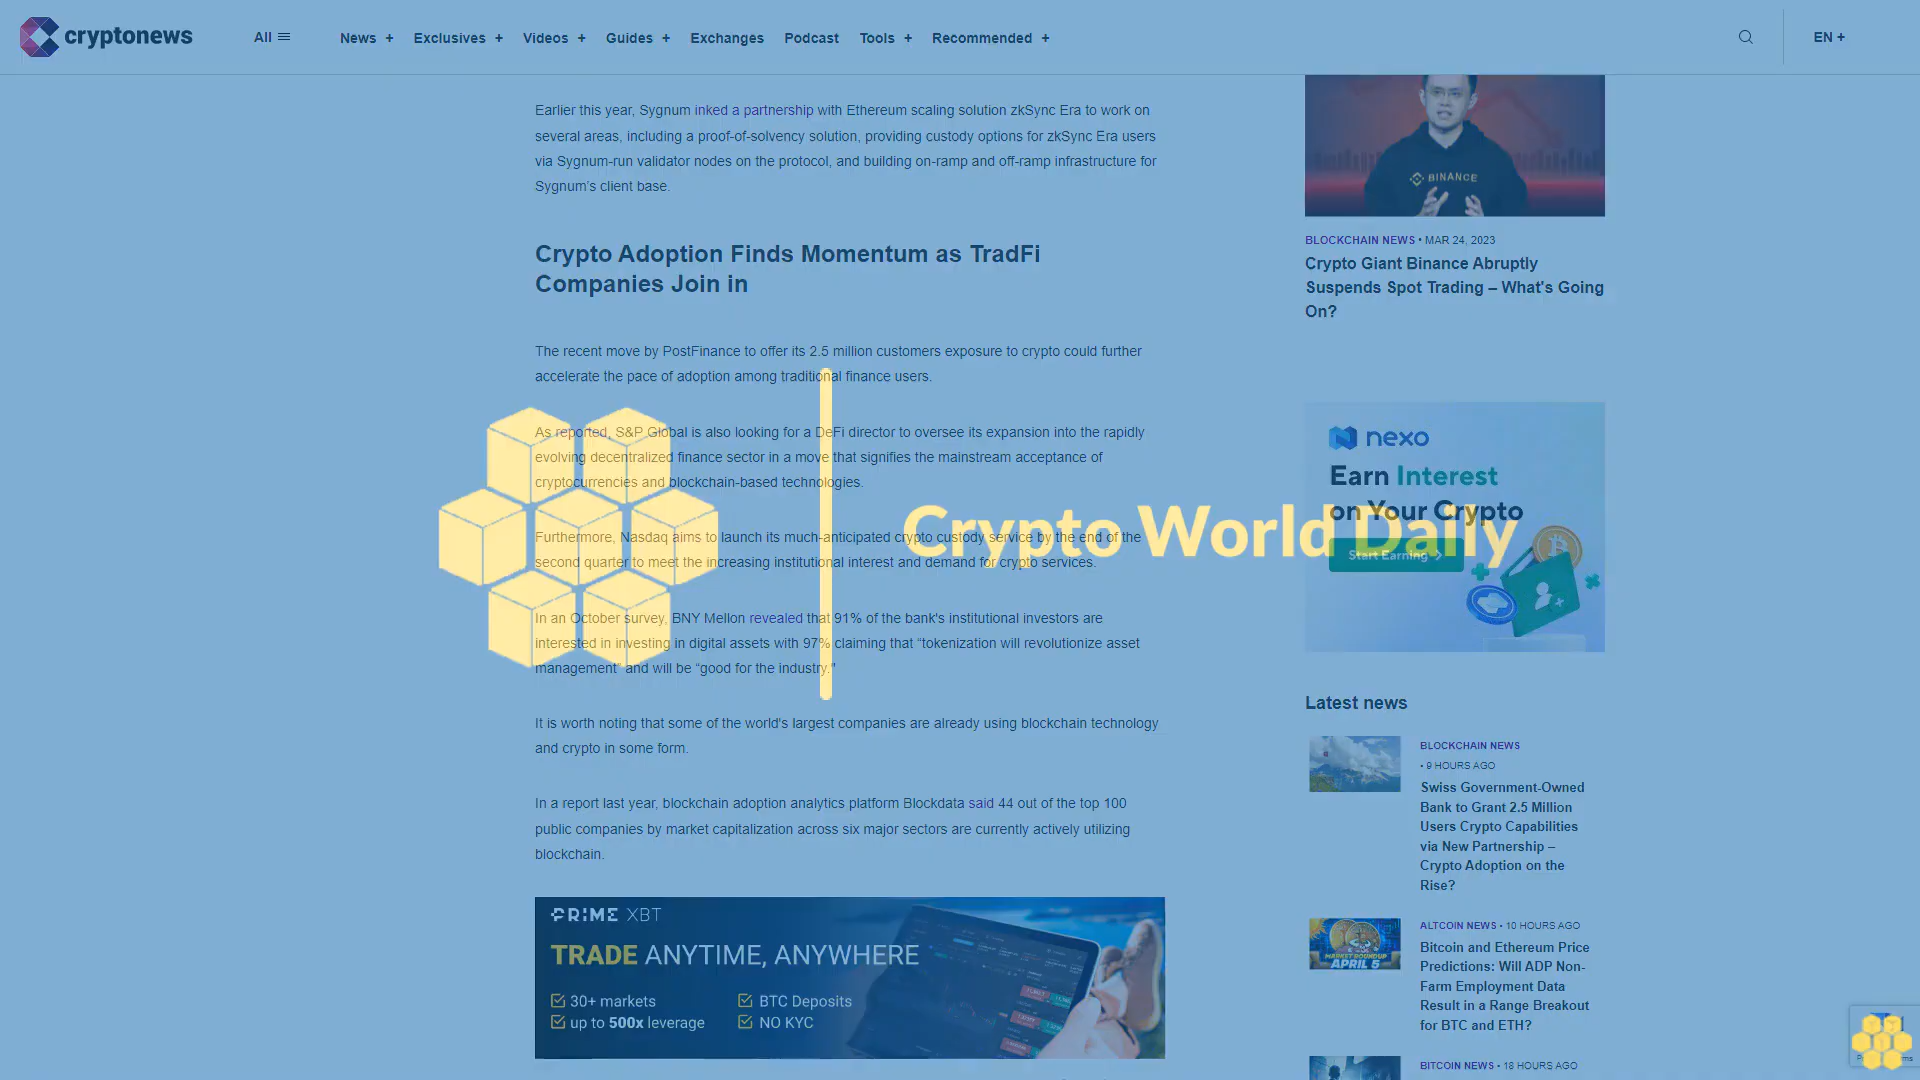 cryptonews
All
News +
Exclusives +
Videos +
Guides +
Exchanges
Podcast
Tools +
Recommended +
EN +
Earlier this year, Sygnum inked a partnership with Ethereum scaling solution zkSync Era to work on
several areas, including a proof-of-solvency solution, providing custody options for zkSync Era users
via Sygnum-run validator nodes on the protocol, and building on-ramp and off-ramp infrastructure for
Sygnum's client base.
Crypto Adoption Finds Momentum as TradFi
Companies Join in
The recent move by PostFinance to offer its 2.5 million customers exposure to crypto could further
accelerate the pace of adoption among traditional finance users.
As reported, S&P Global is also looking for a DeFi director to oversee its expansion into the rapidly
evolving decentralized finance sector in a move that signifies the mainstream acceptance of
cryptocurrencies and blockchain-based technologies.
Furthermore, Nasdaq aims to launch its much-anticipated crypto custody service by the end of the
second quarter to meet the increasing institutional interest and demand for crypto services.
In an October survey, BNY Mellon revealed that 91% of the bank's institutional investors are
interested in investing in digital assets with 97% claiming that “tokenization will revolutionize asset
management” and will be “good for the industry."
It is worth noting that some of the world's largest companies are already using blockchain technology
and crypto in some form.
In a report last year, blockchain adoption analytics platform Blockdata said 44 out of the top 100
public companies by market capitalization across six major sectors are currently actively utilizing
blockchain.
PRIME XBT
TRADE ANYTIME, ANYWHERE
30+ markets
BTC Deposits
up to 500x leverage
NO KYC
Crypto World Daily
BINANCE
BLOCKCHAIN NEWS • MAR 24, 2023
Crypto Giant Binance Abruptly
Suspends Spot Trading – What's Going
On?
nexo
Earn Interest
on Your Crypto
Start Earning
Latest news
BLOCKCHAIN NEWS
• 9 HOURS AGO
Swiss Government-Owned
Bank to Grant 2.5 Million
Users Crypto Capabilities
via New Partnership –
Crypto Adoption on the
Rise?
MARKET ROUNDUP
APRIL 5
ALTCOIN NEWS • 10 HOURS AGO
Bitcoin and Ethereum Price
Predictions: Will ADP Non-
Farm Employment Data
Result in a Range Breakout
for BTC and ETH?
BITCOIN NEWS • 18 HOURS AGO